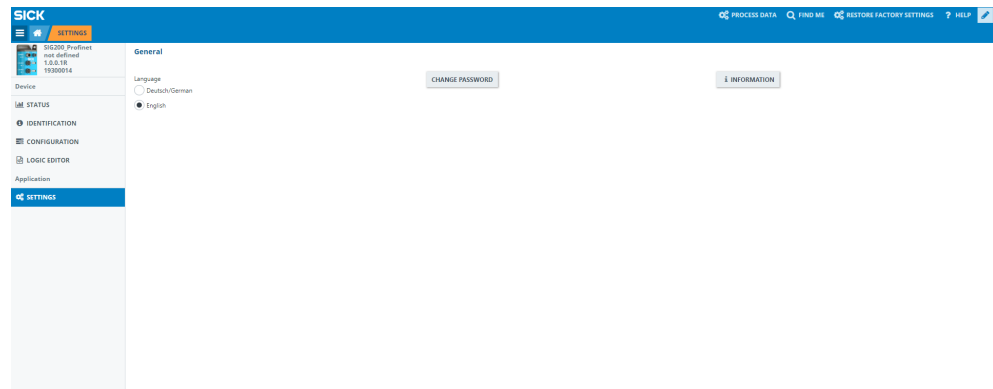 SICK
PROCESS DATA FIND ME RESTORE FACTORY SETTINGS ? HELP
SETTINGS
SIG200_Profinet
not defined
1.0.0.1R
19300014
Device
STATUS
IDENTIFICATION
CONFIGURATION
LOGIC EDITOR
Application
SETTINGS
General
Language
Deutsch/German
English
CHANGE PASSWORD
i INFORMATION